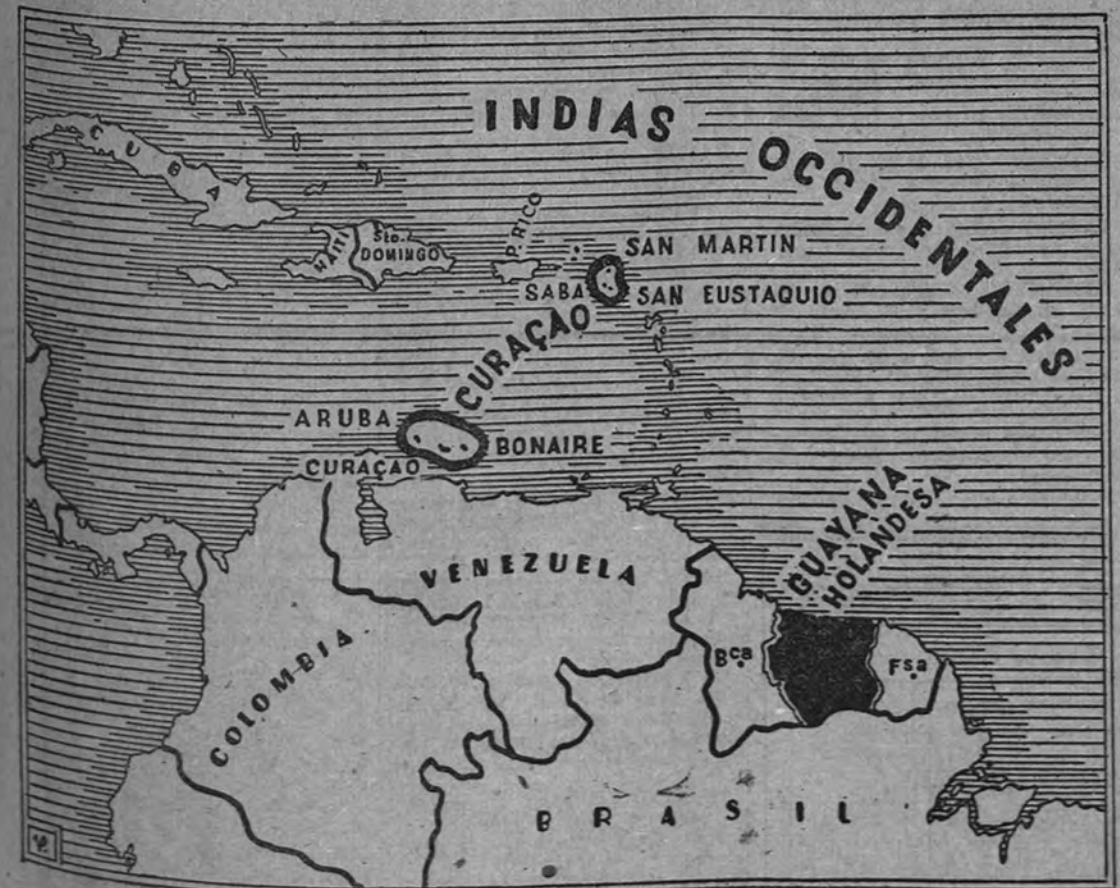 INDIAS OCCIDENTALES
CUBA
HAITI
Sto. DOMINGO
P. RICO
SAN MARTIN
SABA
SAN EUSTAQUIO
CURAÇAO
ARUBA
BONAIRE
CURAÇAO
GUAYANA
HOLANDESA
VENEZUELA
COLOMBIA
Bca.
Fsa.
BRASIL